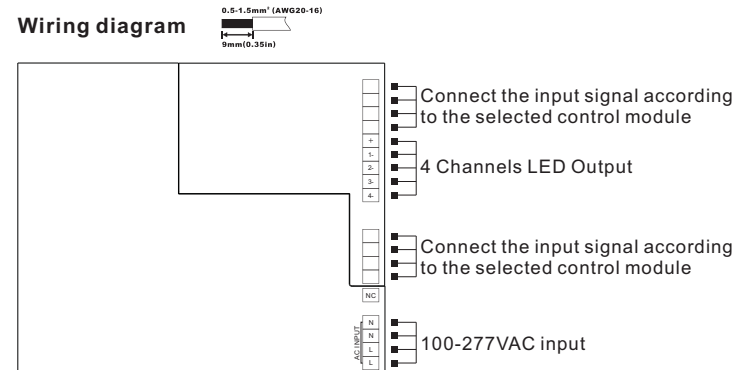 Wiring diagram
0.5-1.5mm² (AWG20-16)
9mm(0.35in)
Connect the input signal according
to the selected control module
+
1-
2-
3-
4-
4 Channels LED Output
Connect the input signal according
to the selected control module
NC
AC INPUT
N
N
L
L
100-277VAC input